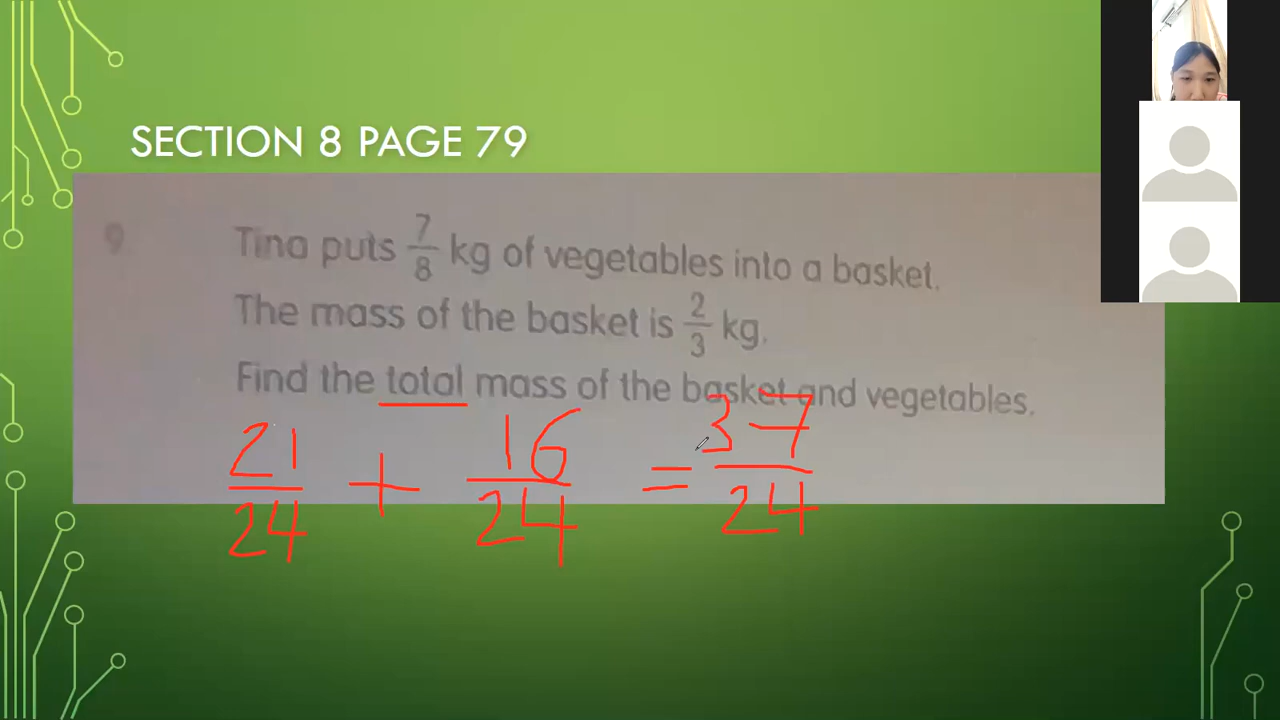 SECTION 8 PAGE 79
9 Tina puts 7/8 kg of vegetables into a basket.
The mass of the basket is 2/3 kg.
Find the total mass of the basket and vegetables.
21/24 + 16/24 = 37/24